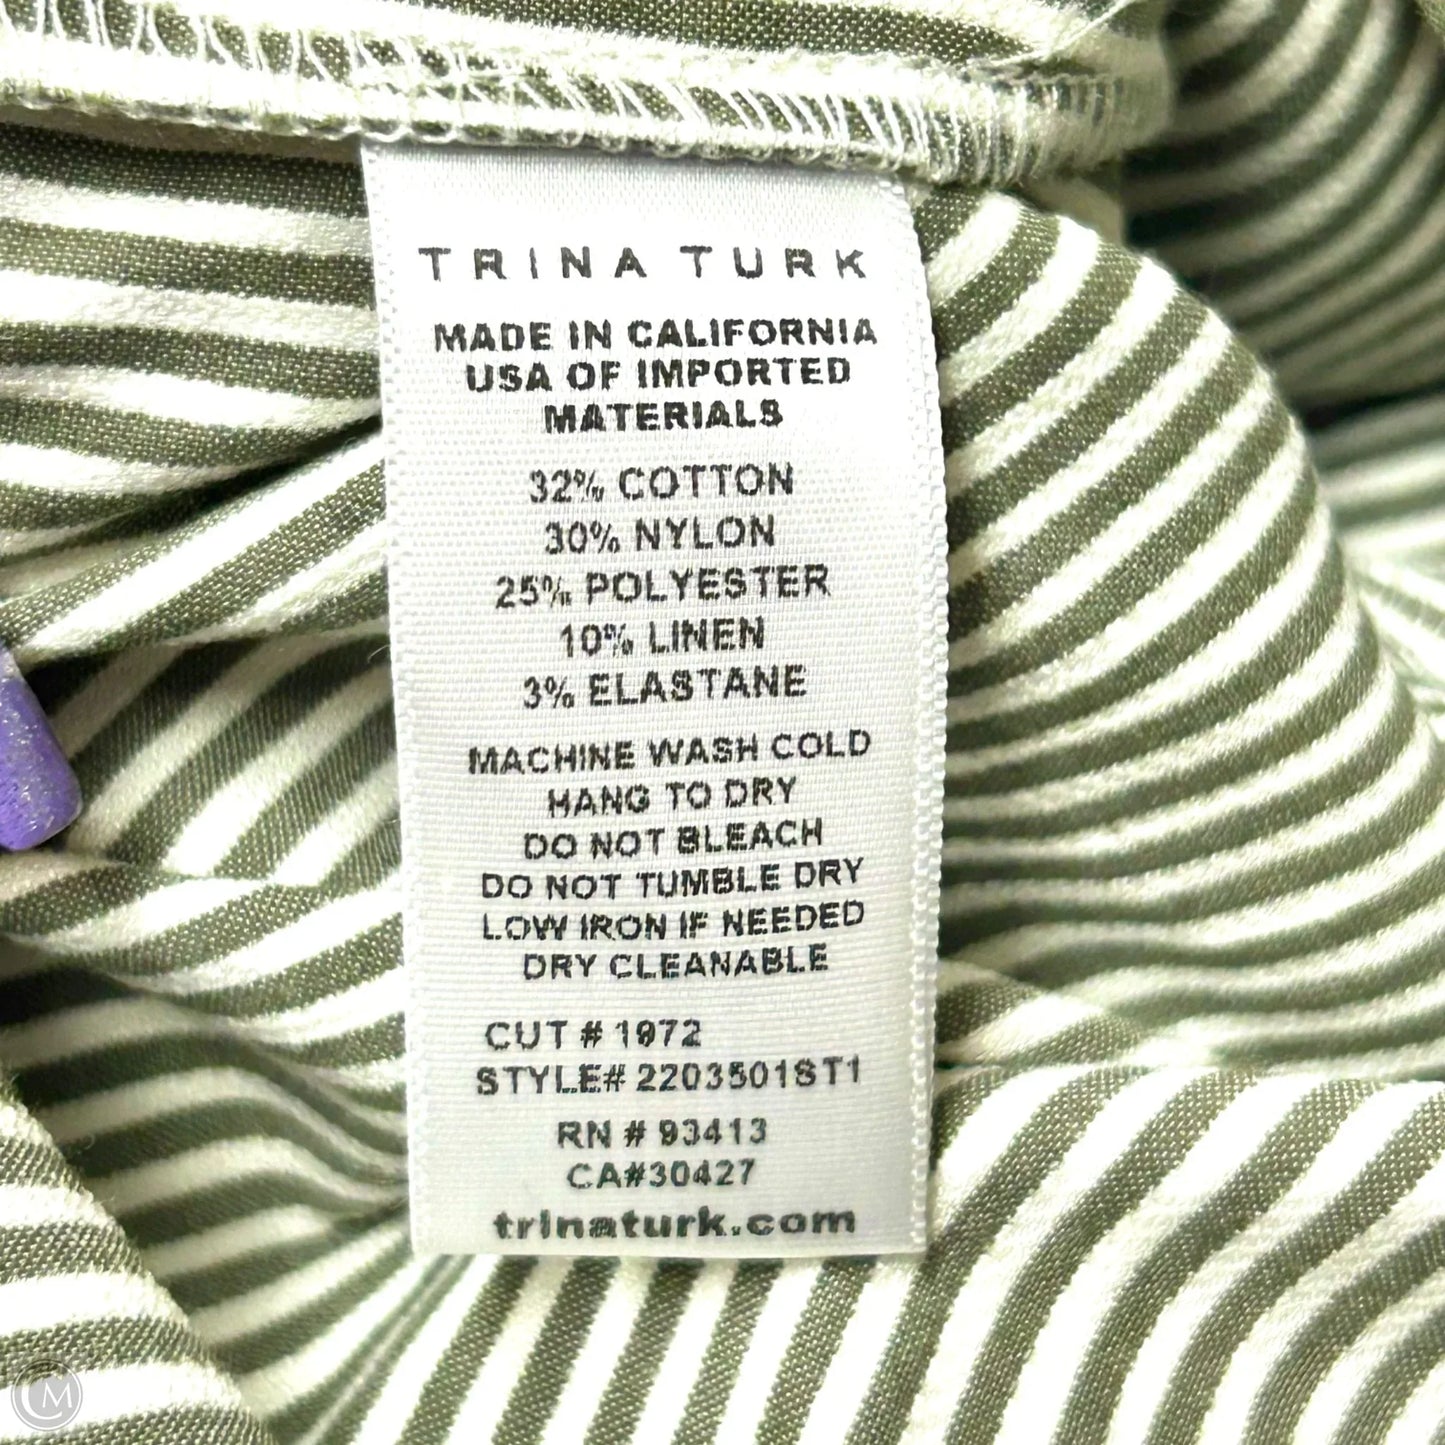 TRINA TURK
MADE IN CALIFORNIA
USA OF IMPORTED
MATERIALS
32% COTTON
30% NYLON
25% POLYESTER
10% LINEN
3% ELASTANE
MACHINE WASH COLD
HANG TO DRY
DO NOT BLEACH
DO NOT TUMBLE DRY
LOW IRON IF NEEDED
DRY CLEANABLE
CUT # 1972
STYLE# 2203501ST1
RN # 93413
CA#30427
trinaturk.com
CM